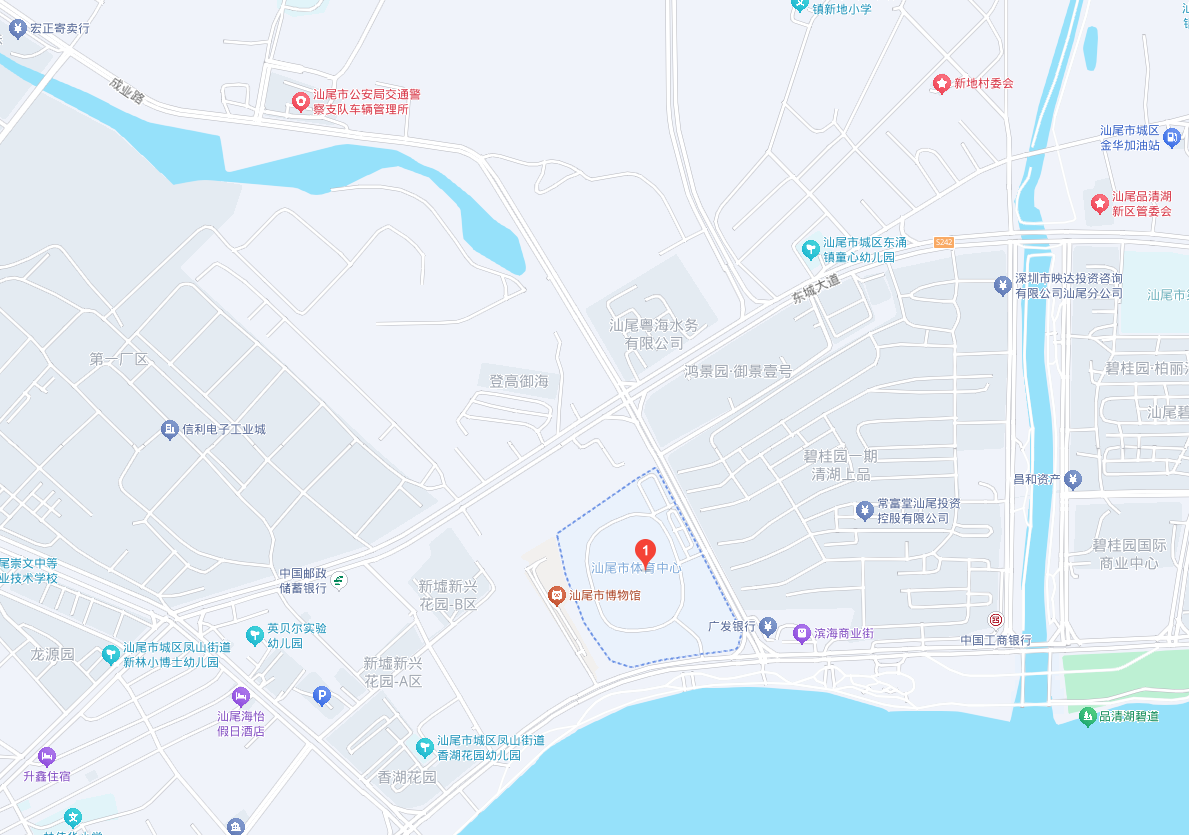 镇新地小学
宏正寄卖行
成业路
汕尾市公安局交通警
察支队车辆管理所
新地村委会
汕尾市城区
金华加油站
汕尾品清湖
新区管委会
汕尾市城区东涌
镇童心幼儿园
S242
东城大道
深圳市映达投资咨询
有限公司汕尾分公司
汕尾市第
汕尾粤海水务
有限公司
第一厂区
登高御海
鸿景园·御景壹号
碧桂园·柏丽
汕尾碧
信利电子工业城
碧桂园一期
清湖上品
昌和资产
常富堂汕尾投资
控股有限公司
碧桂园国际
商业中心
1
汕尾市体育中心
尾崇文中等
业技术学校
中国邮政
储蓄银行
新墟新兴
花园-B区
汕尾市博物馆
广发银行
滨海商业街
中国工商银行
英贝尔实验
幼儿园
龙源园
汕尾市城区凤山街道
新林小博士幼儿园
新墟新兴
花园-A区
P
汕尾海怡
假日酒店
品清湖碧道
汕尾市城区凤山街道
香湖花园幼儿园
升鑫住宿
香湖花园
文